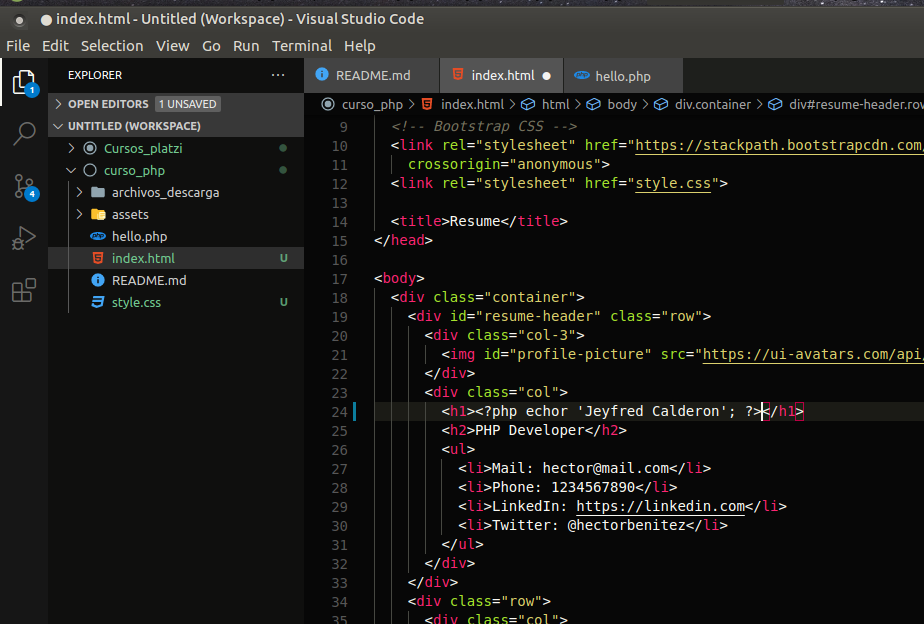 index.html - Untitled (Workspace) - Visual Studio Code
File Edit Selection View Go Run Terminal Help
EXPLORER ···
README.md index.html hello.php
1
OPEN EDITORS 1 UNSAVED
curso_php > index.html > html > body > div.container > div#resume-header.row
UNTITLED (WORKSPACE)
Cursos_platzi
curso_php
archivos_descarga
assets
hello.php
index.html U
README.md
style.css U
4
9 <!-- Bootstrap CSS -->
10 <link rel="stylesheet" href="https://stackpath.bootstrapcdn.com/
11 crossorigin="anonymous">
12 <link rel="stylesheet" href="style.css">
13
14 <title>Resume</title>
15 </head>
16
17 <body>
18 <div class="container">
19 <div id="resume-header" class="row">
20 <div class="col-3">
21 <img id="profile-picture" src="https://ui-avatars.com/api/
22 </div>
23 <div class="col">
24 <h1><?php echor 'Jeyfred Calderon'; ?></h1>
25 <h2>PHP Developer</h2>
26 <ul>
27 <li>Mail: hector@mail.com</li>
28 <li>Phone: 1234567890</li>
29 <li>LinkedIn: https://linkedin.com</li>
30 <li>Twitter: @hectorbenitez</li>
31 </ul>
32 </div>
33 </div>
34 <div class="row">
35 <div class="col">